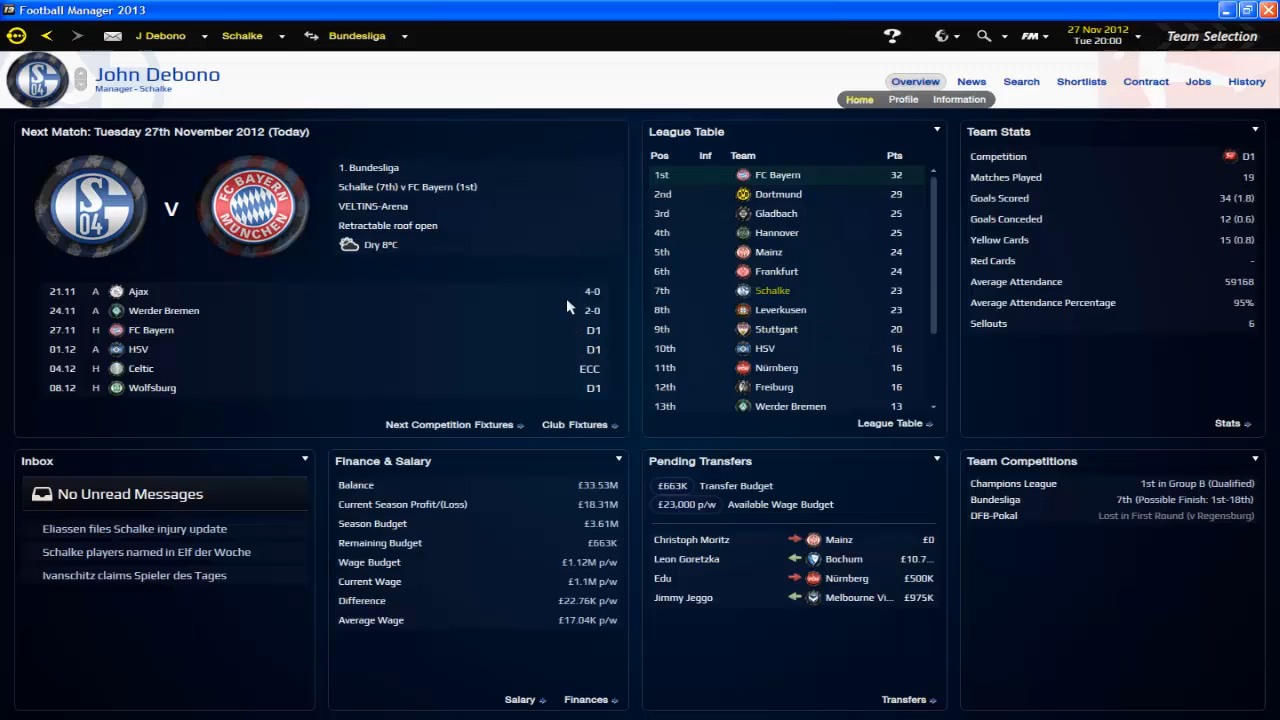 Football Manager 2013
J Debono Schalke Bundesliga FM 27 Nov 2012 Team Selection
Tue 20:00
John Debono
Manager - Schalke
Overview News Search Shortlists Contract Jobs History
Home Profile Information
Next Match: Tuesday 27th November 2012 (Today)
S 04
V
FC BAYERN MÜNCHEN
1. Bundesliga
Schalke (7th) v FC Bayern (1st)
VELTINS-Arena
Retractable roof open
Dry 8°C
21.11 A Ajax 4-0
24.11 A Werder Bremen 2-0
27.11 H FC Bayern D1
01.12 A HSV D1
04.12 H Celtic ECC
08.12 H Wolfsburg D1
Next Competition Fixtures Club Fixtures
League Table
Pos Inf Team Pts
1st FC Bayern 32
2nd Dortmund 29
3rd Gladbach 25
4th Hannover 25
5th Mainz 24
6th Frankfurt 24
7th Schalke 23
8th Leverkusen 23
9th Stuttgart 20
10th HSV 16
11th Nürnberg 16
12th Freiburg 16
13th Werder Bremen 13
League Table
Team Stats
Competition D1
Matches Played 19
Goals Scored 34 (1.8)
Goals Conceded 12 (0.6)
Yellow Cards 15 (0.8)
Red Cards -
Average Attendance 59168
Average Attendance Percentage 95%
Sellouts 6
Stats
Inbox
No Unread Messages
Eliassen files Schalke injury update
Schalke players named in Elf der Woche
Ivanschitz claims Spieler des Tages
Finance & Salary
Balance £33.53M
Current Season Profit/(Loss) £18.31M
Season Budget £3.61M
Remaining Budget £663K
Wage Budget £1.12M p/w
Current Wage £1.1M p/w
Difference £22.76K p/w
Average Wage £17.04K p/w
Salary Finances
Pending Transfers
£663K Transfer Budget
£23,000 p/w Available Wage Budget
Christoph Moritz Mainz £0
Leon Goretzka Bochum £10.7...
Edu Nürnberg £500K
Jimmy Jeggo Melbourne Vi... £975K
Transfers
Team Competitions
Champions League 1st in Group B (Qualified)
Bundesliga 7th (Possible Finish: 1st-18th)
DFB-Pokal Lost in First Round (v Regensburg)